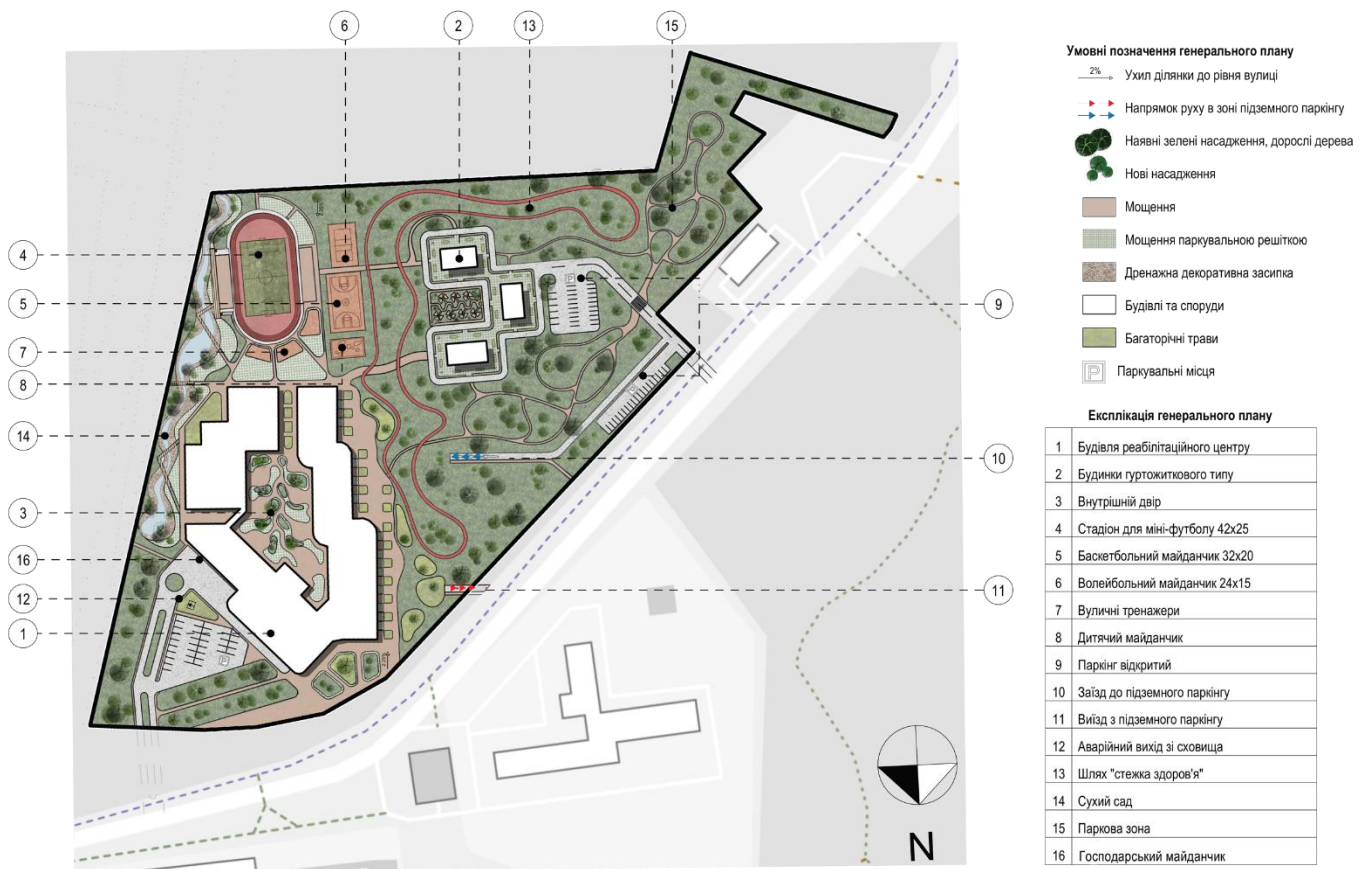 6
2
13
15
4
5
7
8
14
3
16
12
1
9
10
11
P
P
P
N
Умовні позначення генерального плану
2% Ухил ділянки до рівня вулиці
Напрямок руху в зоні підземного паркінгу
Наявні зелені насадження, дорослі дерева
Нові насадження
Мощення
Мощення паркувальною решіткою
Дренажна декоративна засипка
Будівлі та споруди
Багаторічні трави
P Паркувальні місця
Експлікація генерального плану
1 Будівля реабілітаційного центру
2 Будинки гуртожиткового типу
3 Внутрішній двір
4 Стадіон для міні-футболу 42х25
5 Баскетбольний майданчик 32х20
6 Волейбольний майданчик 24х15
7 Вуличні тренажери
8 Дитячий майданчик
9 Паркінг відкритий
10 Заїзд до підземного паркінгу
11 Виїзд з підземного паркінгу
12 Аварійний вихід зі сховища
13 Шлях "стежка здоров'я"
14 Сухий сад
15 Паркова зона
16 Господарський майданчик